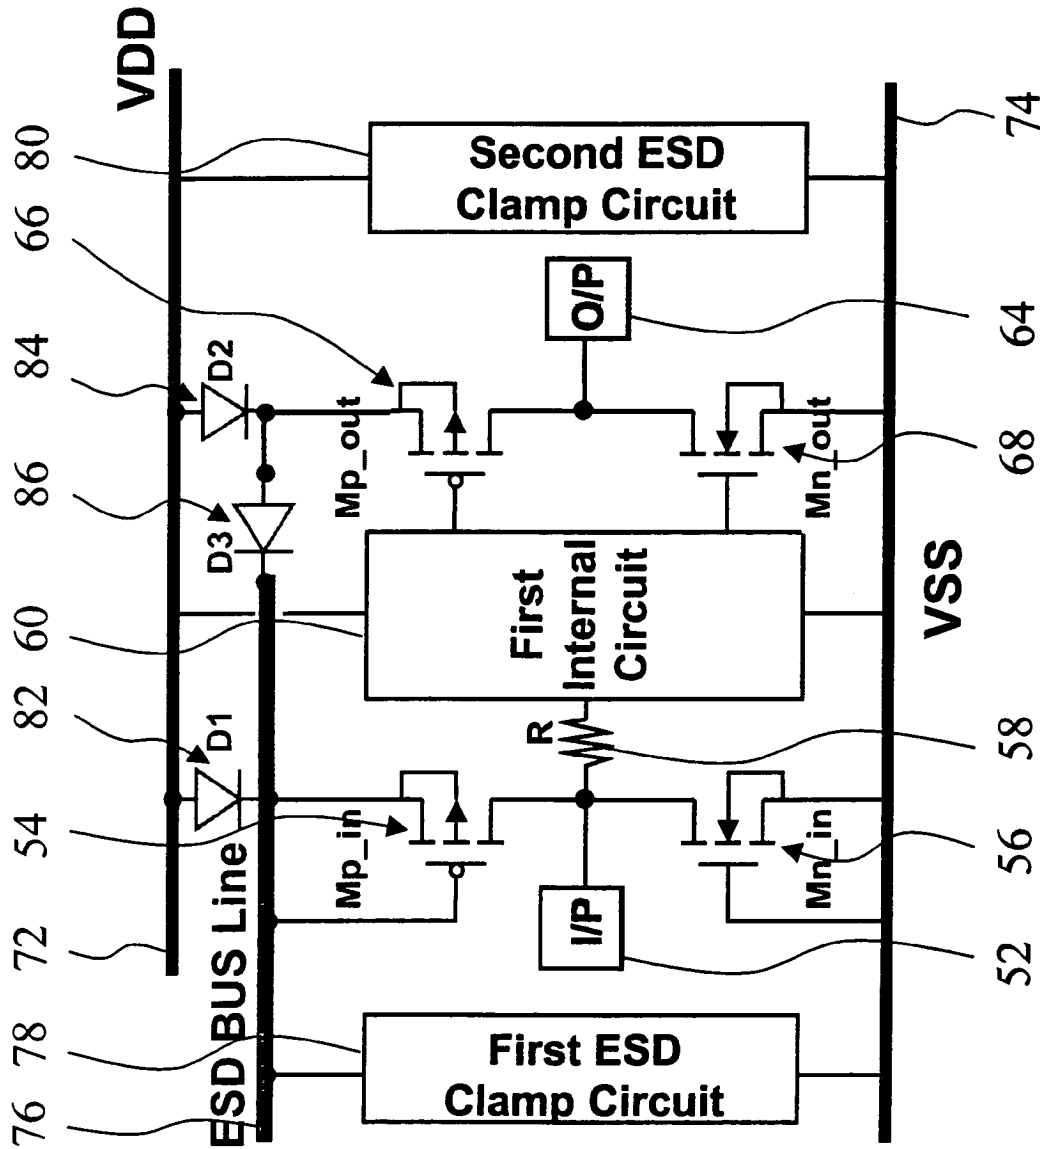 76
78
72
54
82
60
86
84
66
80
VDD
ESD BUS Line
D1
D3
D2
Mp_in
Mp_out
First ESD
Clamp Circuit
I/P
R
First
Internal
Circuit
O/P
Second ESD
Clamp Circuit
Mn_in
Mn_out
VSS
52
56
58
68
64
74